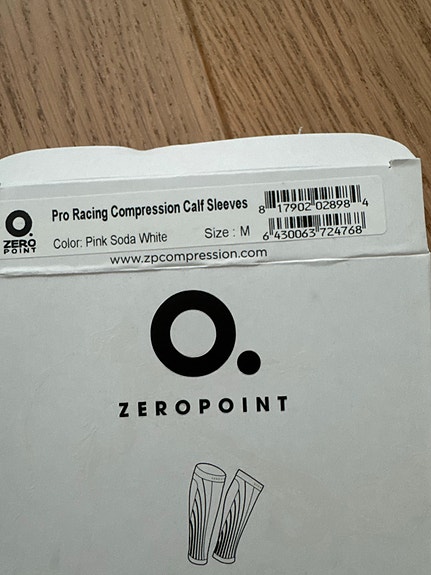 Pro Racing Compression Calf Sleeves
8 17902 02898 4
ZERO
POINT
Color: Pink Soda White Size : M
6 430063 724768
www.zpcompression.com
ZEROPOINT